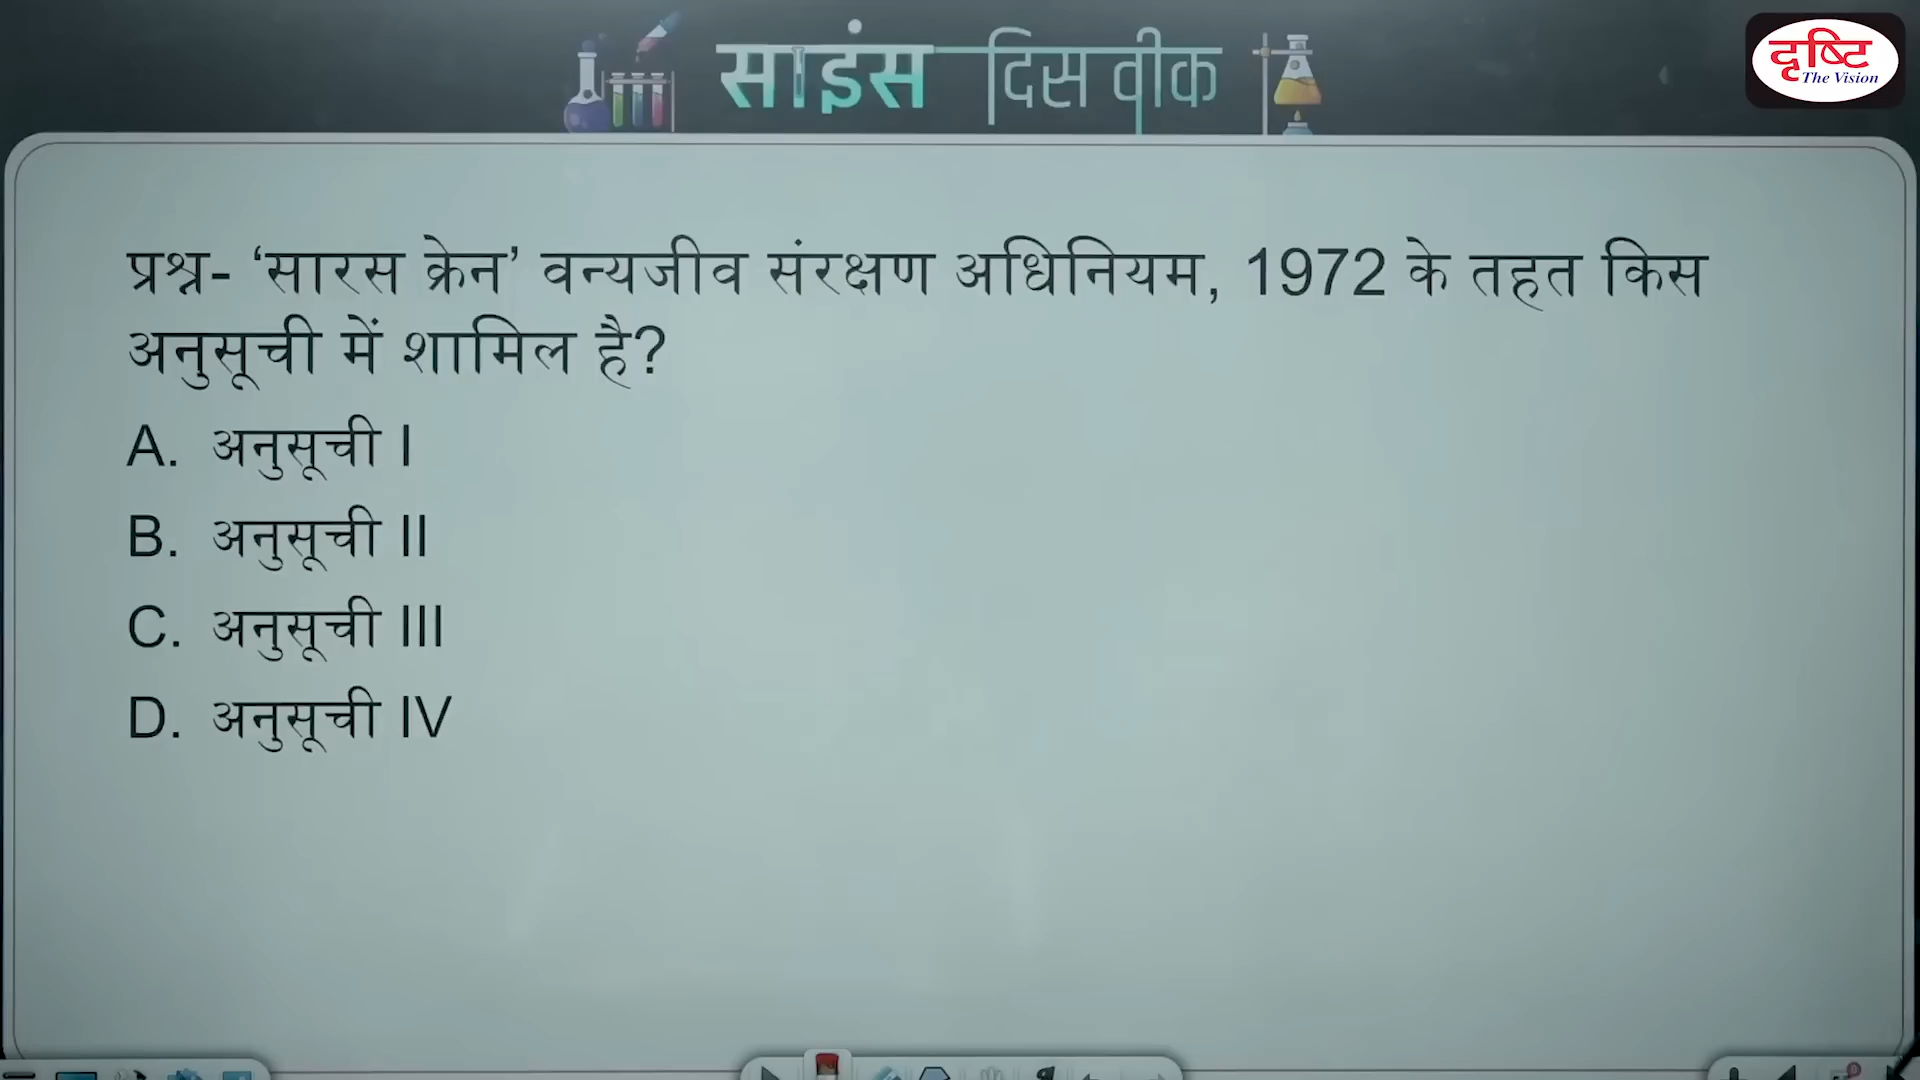 साइंस दिस वीक
दृष्टि
The Vision
प्रश्न- ‘सारस क्रेन’ वन्यजीव संरक्षण अधिनियम, 1972 के तहत किस
अनुसूची में शामिल है?
A. अनुसूची I
B. अनुसूची II
C. अनुसूची III
D. अनुसूची IV